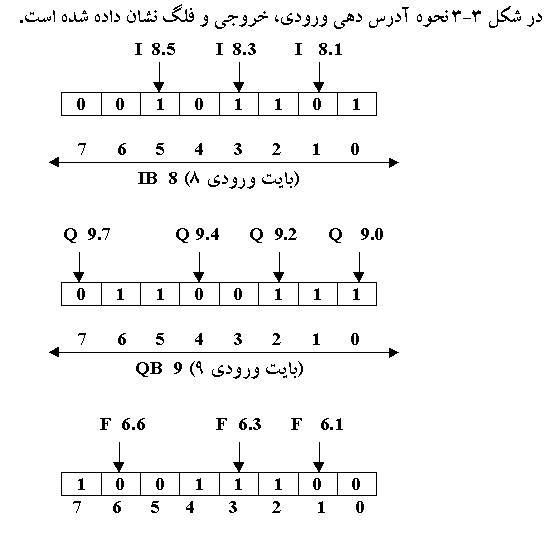 در شکل ۳-۳ نحوه آدرس دهی ورودی، خروجی و فلگ نشان داده شده است.
I 8.5 I 8.3 I 8.1
0 0 1 0 1 1 0 1
7 6 5 4 3 2 1 0
IB 8 (بایت ورودی ۸)
Q 9.7 Q 9.4 Q 9.2 Q 9.0
0 1 1 0 0 1 1 1
7 6 5 4 3 2 1 0
QB 9 (بایت ورودی ۹)
F 6.6 F 6.3 F 6.1
1 0 0 1 1 1 0 0
7 6 5 4 3 2 1 0